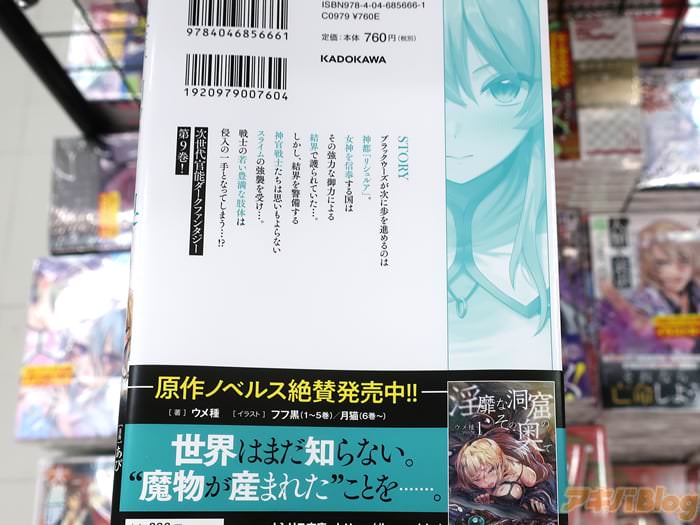 ISBN978-4-04-685666-1
C0979 ¥760E
定価:本体 760円(税別)
KADOKAWA
9784046856661
1920979007604
STORY
ブラックウーズが次に歩を進めるのは
神都「リシュルア」。
女神を信奉する国は
その強力な御力による
結界で護られていた…。
しかし、結界を警備する
神官戦士たちは思いもよらない
スライムの強襲を受け…。
戦士の若い豊満な肢体は
侵入の一手となってしまう…!?
次世代官能ダークファンタジー
第9巻!
原作ノベルス絶賛発売中!!
[著]ウメ種 [イラスト]フフ黒(1〜5巻)/月猫(6巻〜)
世界はまだ知らない。
“魔物が産まれた”ことを……。
淫靡な洞窟の
その奥で
ウメ種
アキバBlog